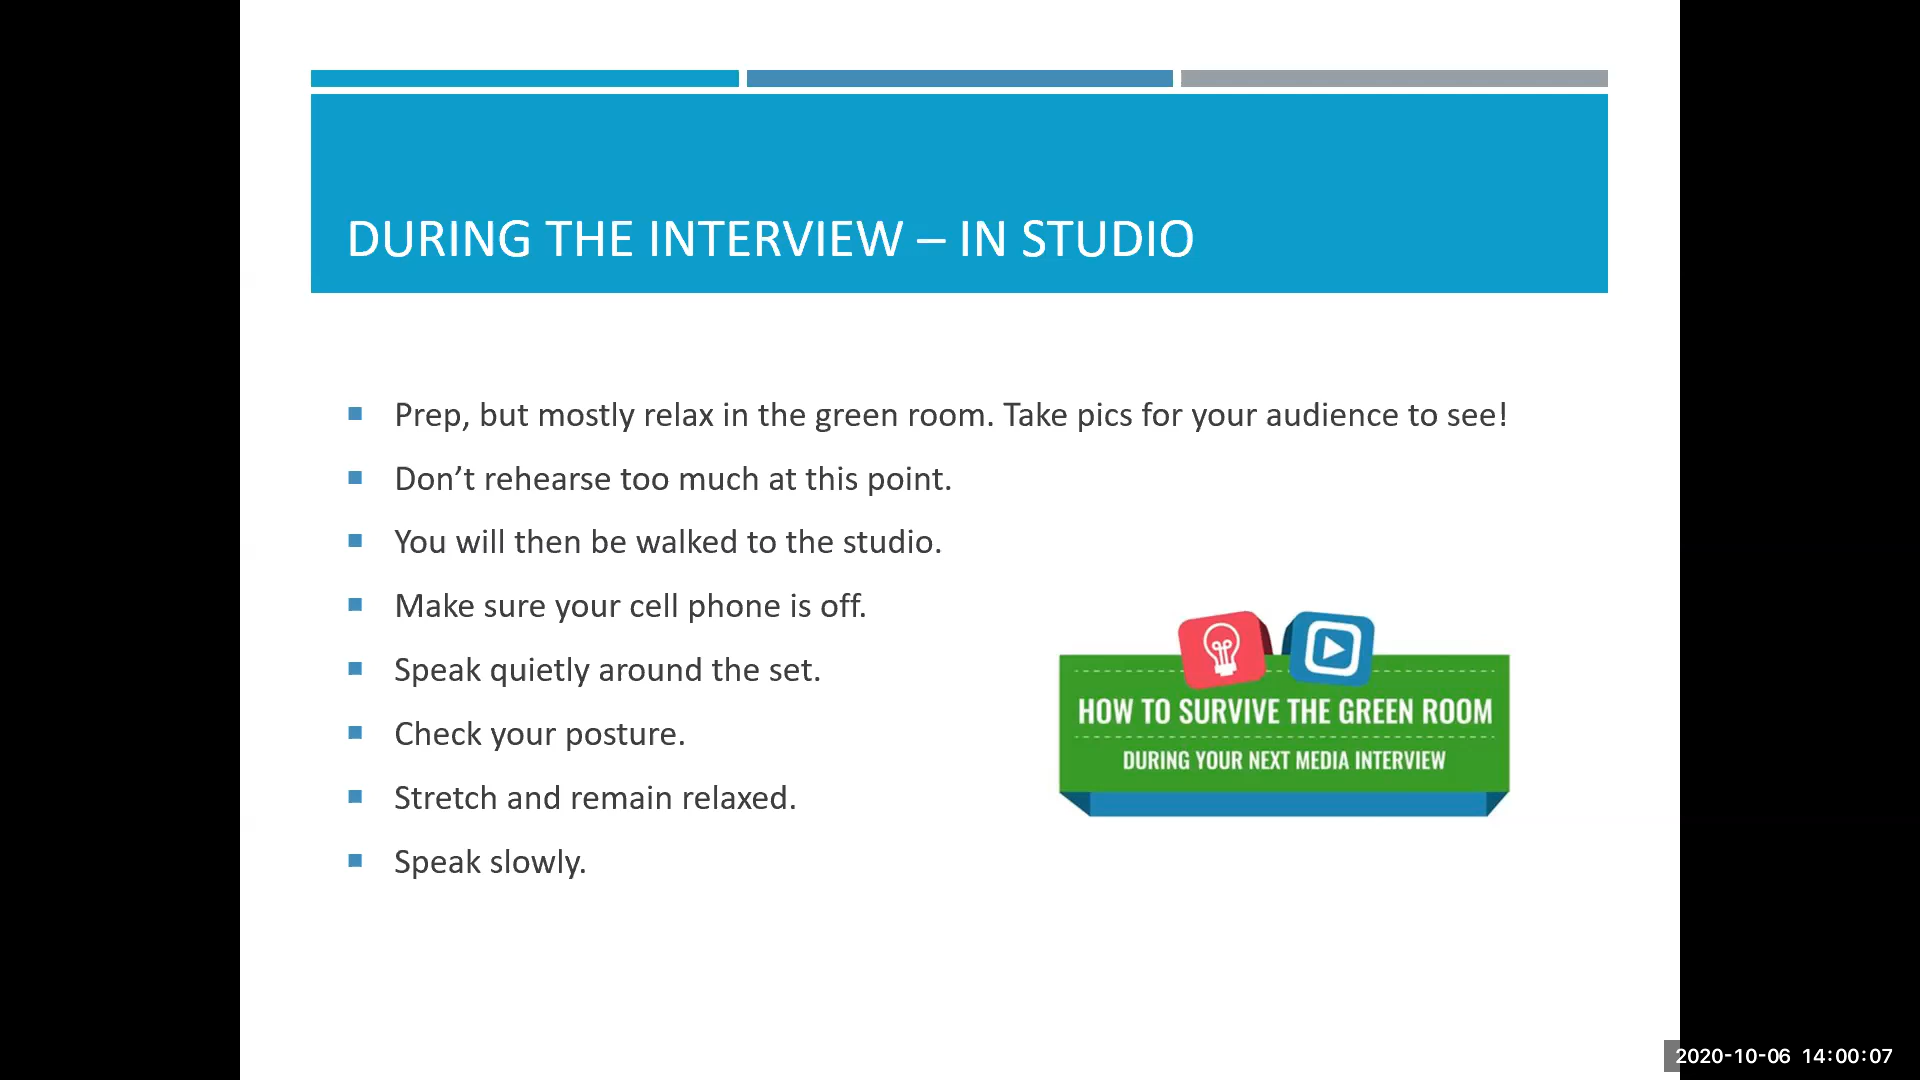 DURING THE INTERVIEW – IN STUDIO
Prep, but mostly relax in the green room. Take pics for your audience to see!
Don’t rehearse too much at this point.
You will then be walked to the studio.
Make sure your cell phone is off.
Speak quietly around the set.
Check your posture.
Stretch and remain relaxed.
Speak slowly.
HOW TO SURVIVE THE GREEN ROOM
DURING YOUR NEXT MEDIA INTERVIEW
2020-10-06 14:00:07